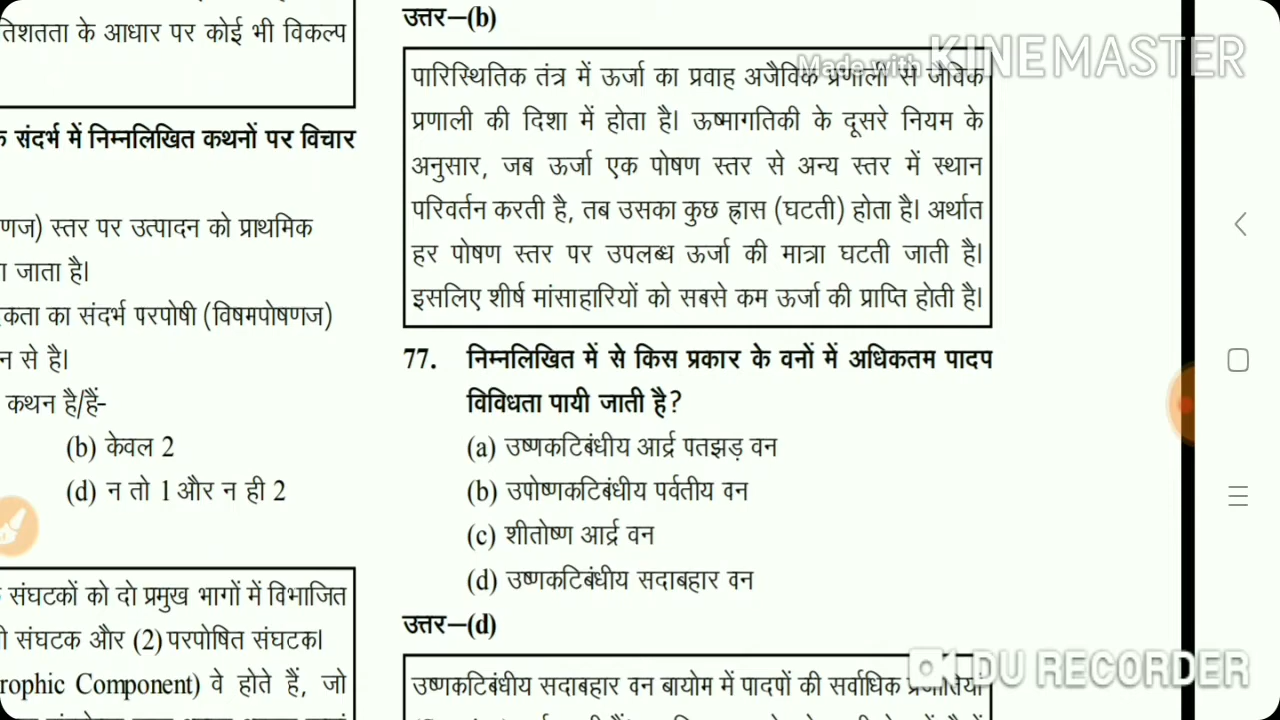 तिशतता के आधार पर कोई भी विकल्प
संदर्भ में निम्नलिखित कथनों पर विचार
णज) स्तर पर उत्पादन को प्राथमिक
ा जाता है।
कता का संदर्भ परपोषी (विषमपोषणज)
न से है।
कथन है/हैं-
(b) केवल 2
(d) न तो 1 और न ही 2
संघटकों को दो प्रमुख भागों में विभाजित
संघटक और (2) परपोषित संघटक।
rophic Component) वे होते हैं, जो
उत्तर–(b)
पारिस्थितिक तंत्र में ऊर्जा का प्रवाह अजैविक प्रणाली से जैविक
प्रणाली की दिशा में होता है। ऊष्मागतिकी के दूसरे नियम के
अनुसार, जब ऊर्जा एक पोषण स्तर से अन्य स्तर में स्थान
परिवर्तन करती है, तब उसका कुछ ह्रास (घटती) होता है। अर्थात
हर पोषण स्तर पर उपलब्ध ऊर्जा की मात्रा घटती जाती है।
इसलिए शीर्ष मांसाहारियों को सबसे कम ऊर्जा की प्राप्ति होती है।
77. निम्नलिखित में से किस प्रकार के वनों में अधिकतम पादप
विविधता पायी जाती है?
(a) उष्णकटिबंधीय आर्द्र पतझड़ वन
(b) उपोष्णकटिबंधीय पर्वतीय वन
(c) शीतोष्ण आर्द्र वन
(d) उष्णकटिबंधीय सदाबहार वन
उत्तर–(d)
उष्णकटिबंधीय सदाबहार वन बायोम में पादपों की सर्वाधिक प्रजातियां
Made with KINEMASTER
DU RECORDER